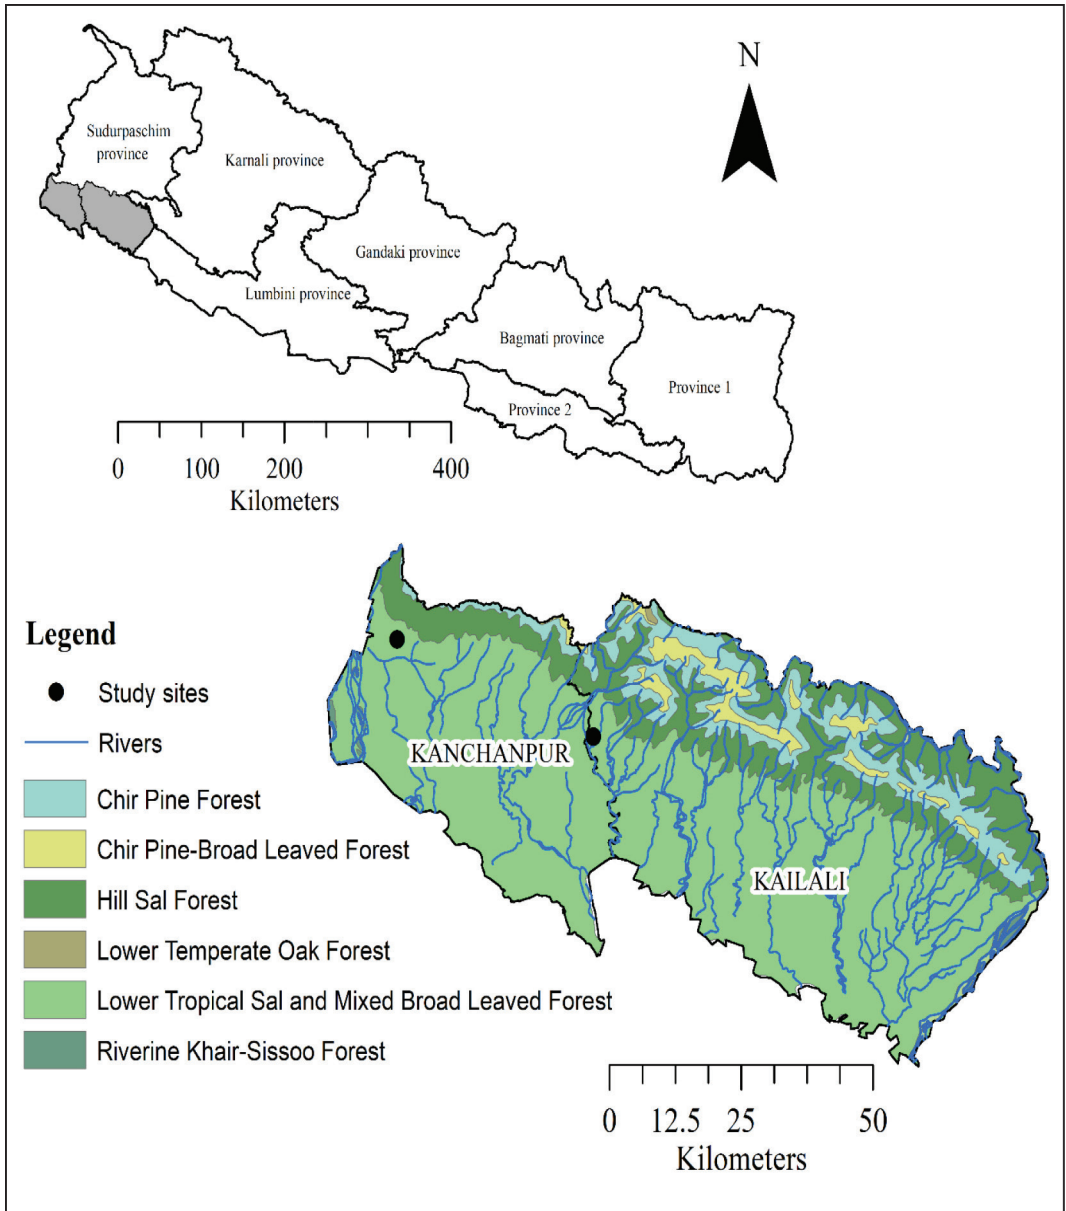 N
Sudurpaschim
province
Karnali province
Gandaki province
Lumbini province
Bagmati province
Province 1
Province 2
0 100 200 400
Kilometers
Legend
Study sites
Rivers
Chir Pine Forest
Chir Pine-Broad Leaved Forest
Hill Sal Forest
Lower Temperate Oak Forest
Lower Tropical Sal and Mixed Broad Leaved Forest
Riverine Khair-Sissoo Forest
KANCHANPUR
KAILALI
0 12.5 25 50
Kilometers